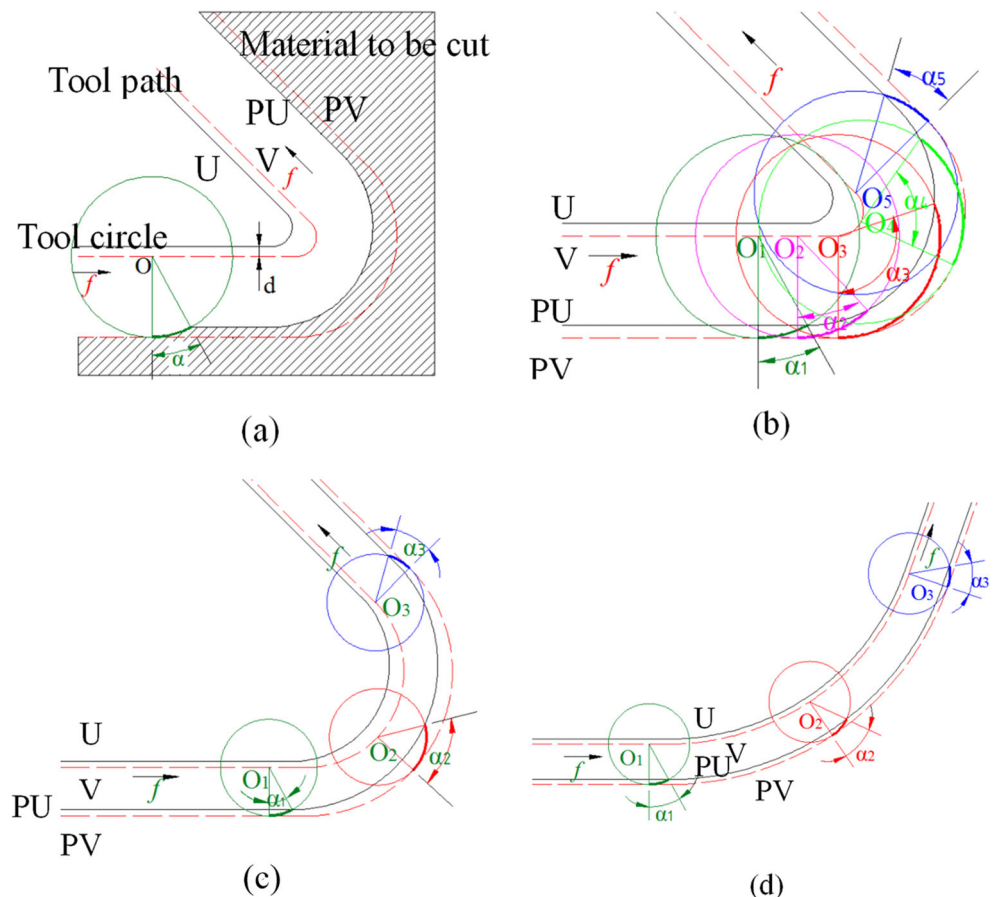 Material to be cut
Tool path
PU
PV
U
V
f
Tool circle
O
f
d
α
(a)
α5
f
U
O5
α4
O4
O1
O2
O3
V
f
α3
PU
α2
PV
α1
(b)
α3
f
O3
U
O2
V
f
O1
α1
α2
PU
PV
(c)
f
O3
α3
U
O2
V
O1
f
PU
α2
PV
α1
(d)